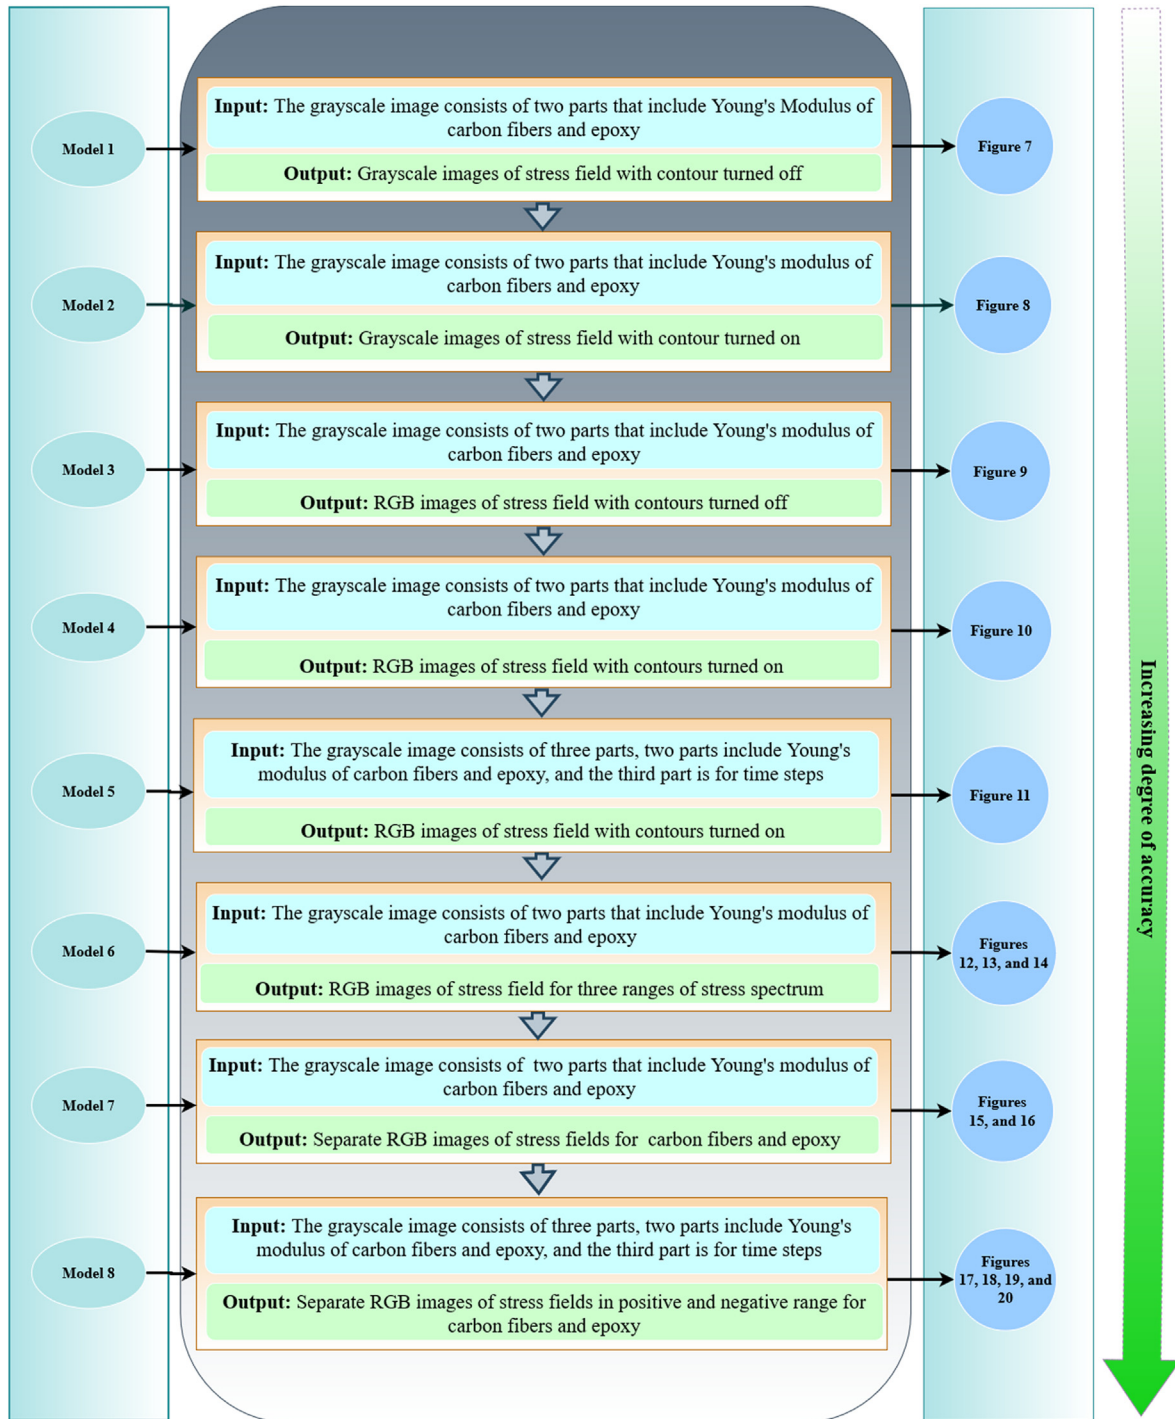 Model 1
Input: The grayscale image consists of two parts that include Young's Modulus of
carbon fibers and epoxy
Output: Grayscale images of stress field with contour turned off
Figure 7
Model 2
Input: The grayscale image consists of two parts that include Young's modulus of
carbon fibers and epoxy
Output: Grayscale images of stress field with contour turned on
Figure 8
Model 3
Input: The grayscale image consists of two parts that include Young's modulus of
carbon fibers and epoxy
Output: RGB images of stress field with contours turned off
Figure 9
Model 4
Input: The grayscale image consists of two parts that include Young's modulus of
carbon fibers and epoxy
Output: RGB images of stress field with contours turned on
Figure 10
Model 5
Input: The grayscale image consists of three parts, two parts include Young's
modulus of carbon fibers and epoxy, and the third part is for time steps
Output: RGB images of stress field with contours turned on
Figure 11
Model 6
Input: The grayscale image consists of two parts that include Young's modulus of
carbon fibers and epoxy
Output: RGB images of stress field for three ranges of stress spectrum
Figures
12, 13, and 14
Model 7
Input: The grayscale image consists of two parts that include Young's modulus of
carbon fibers and epoxy
Output: Separate RGB images of stress fields for carbon fibers and epoxy
Figures
15, and 16
Model 8
Input: The grayscale image consists of three parts, two parts include Young's
modulus of carbon fibers and epoxy, and the third part is for time steps
Output: Separate RGB images of stress fields in positive and negative range for
carbon fibers and epoxy
Figures
17, 18, 19, and
20
Increasing degree of accuracy